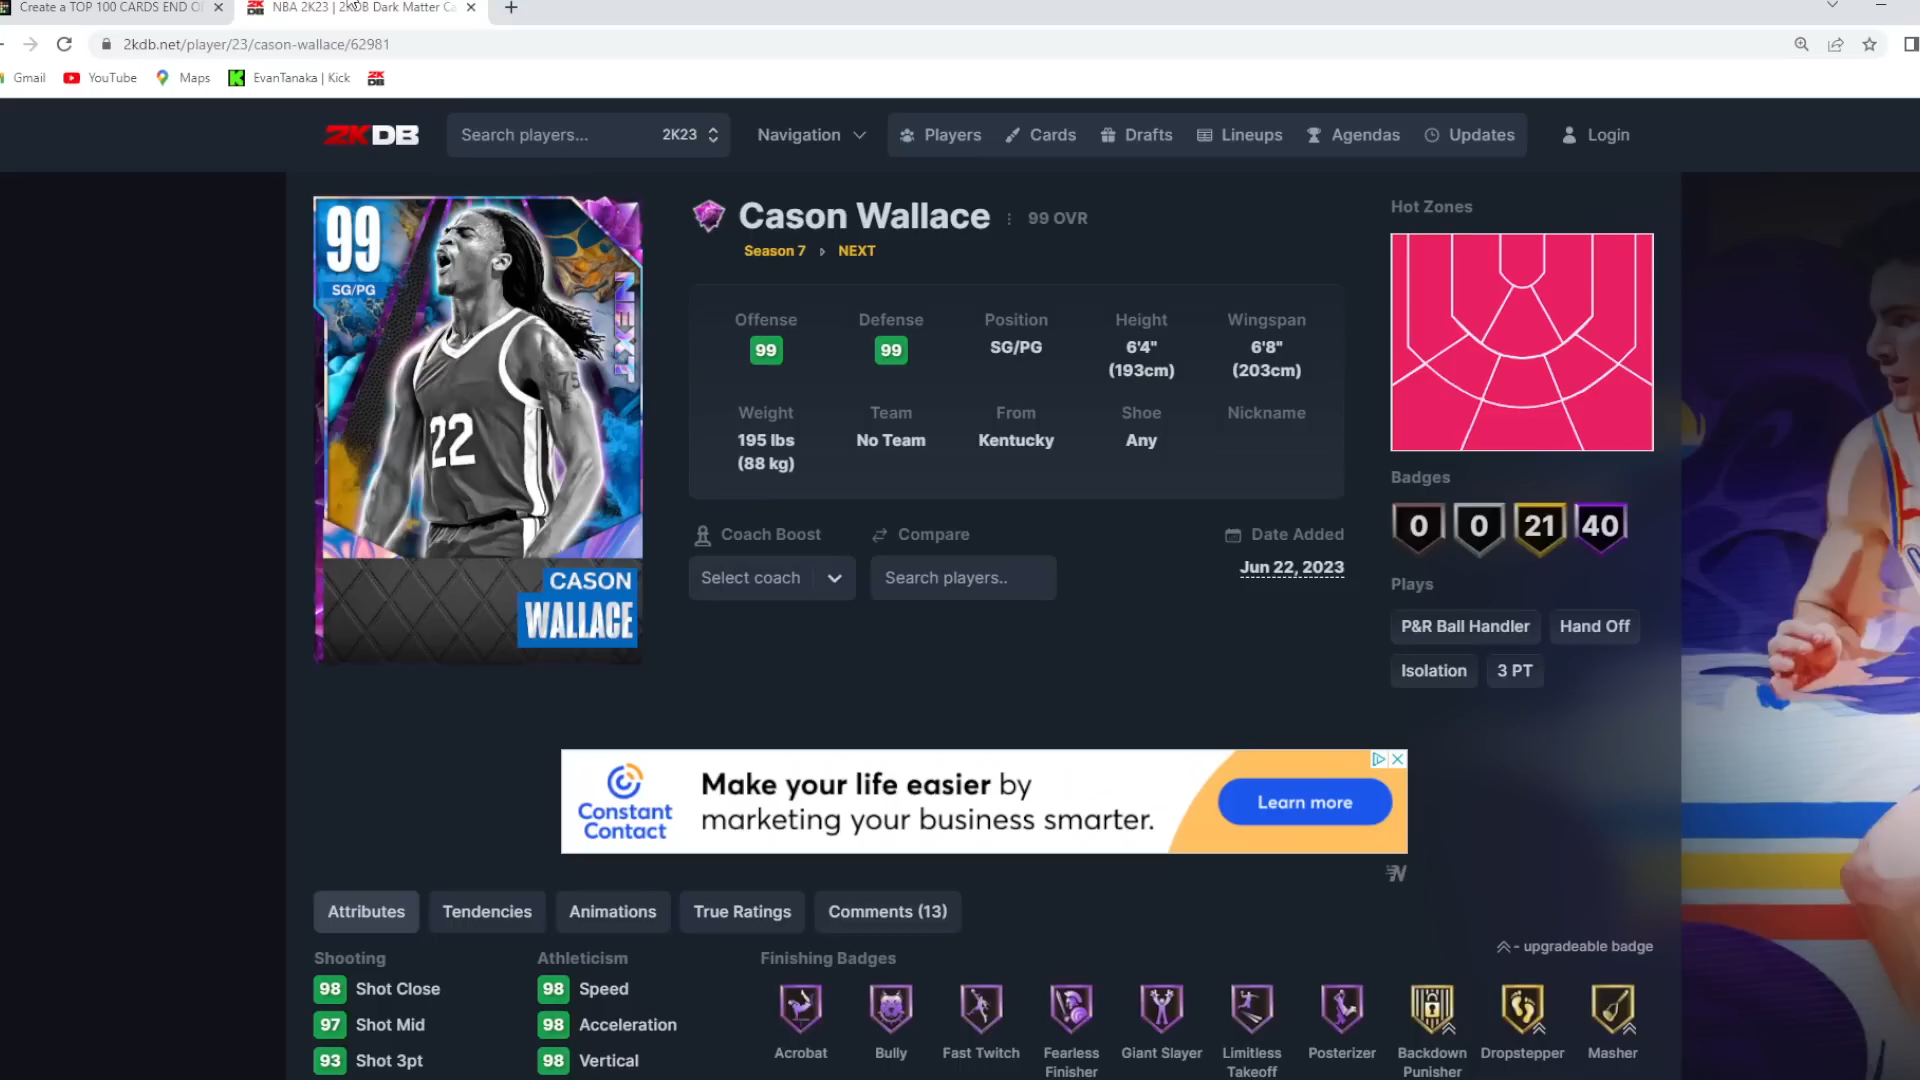 Create a TOP 100 CARDS END OF
NBA 2K23 | 2KDB Dark Matter Ca
2kdb.net/player/23/cason-wallace/62981
Gmail
YouTube
Maps
EvanTanaka | Kick
2KDB
Search players...
2K23
Navigation
Players
Cards
Drafts
Lineups
Agendas
Updates
Login
99
SG/PG
NEXT
22
75
CASON
WALLACE
Cason Wallace : 99 OVR
Season 7
NEXT
Offense
Defense
Position
Height
Wingspan
99
99
SG/PG
6'4"
(193cm)
6'8"
(203cm)
Weight
Team
From
Shoe
Nickname
195 lbs
(88 kg)
No Team
Kentucky
Any
Coach Boost
Compare
Date Added
Select coach
Search players..
Jun 22, 2023
Hot Zones
Badges
0
0
21
40
Plays
P&R Ball Handler
Hand Off
Isolation
3 PT
Constant
Contact
Make your life easier by
marketing your business smarter.
Learn more
Attributes
Tendencies
Animations
True Ratings
Comments (13)
- upgradeable badge
Shooting
98 Shot Close
97 Shot Mid
93 Shot 3pt
Athleticism
98 Speed
98 Acceleration
98 Vertical
Finishing Badges
Acrobat
Bully
Fast Twitch
Fearless
Finisher
Giant Slayer
Limitless
Takeoff
Posterizer
Backdown
Punisher
Dropstepper
Masher